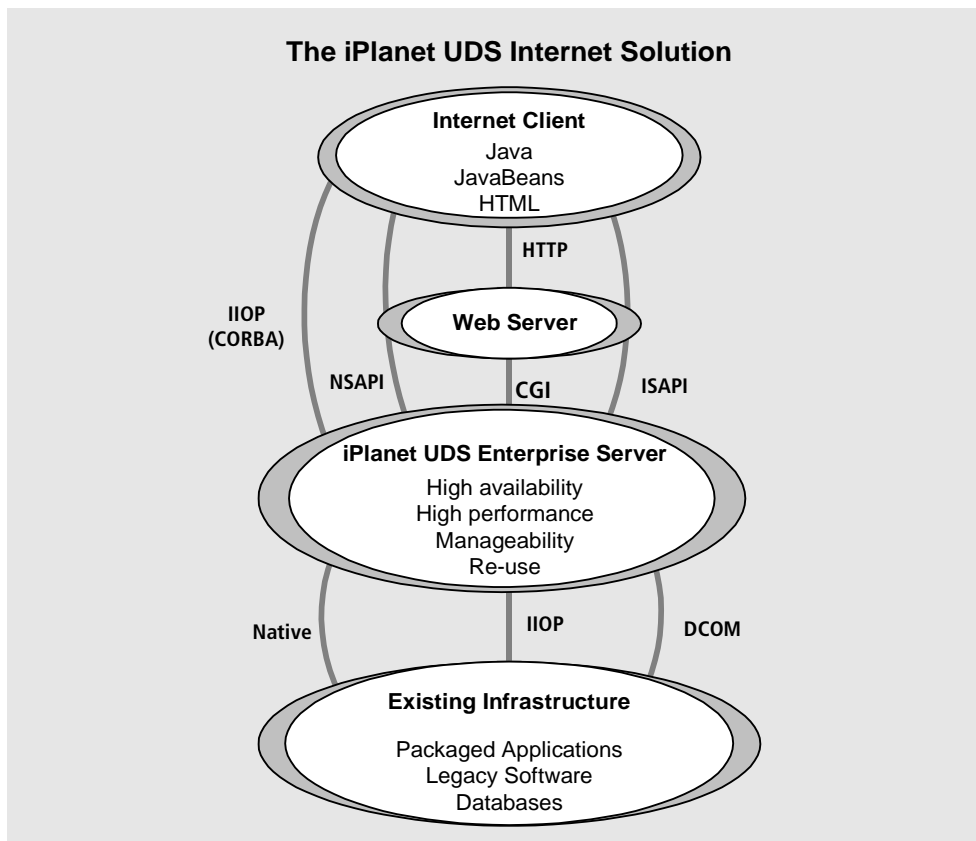 The iPlanet UDS Internet Solution
Internet Client
Java
JavaBeans
HTML
HTTP
IIOP
(CORBA)
Web Server
NSAPI
CGI
ISAPI
iPlanet UDS Enterprise Server
High availability
High performance
Manageability
Re-use
Native
IIOP
DCOM
Existing Infrastructure
Packaged Applications
Legacy Software
Databases